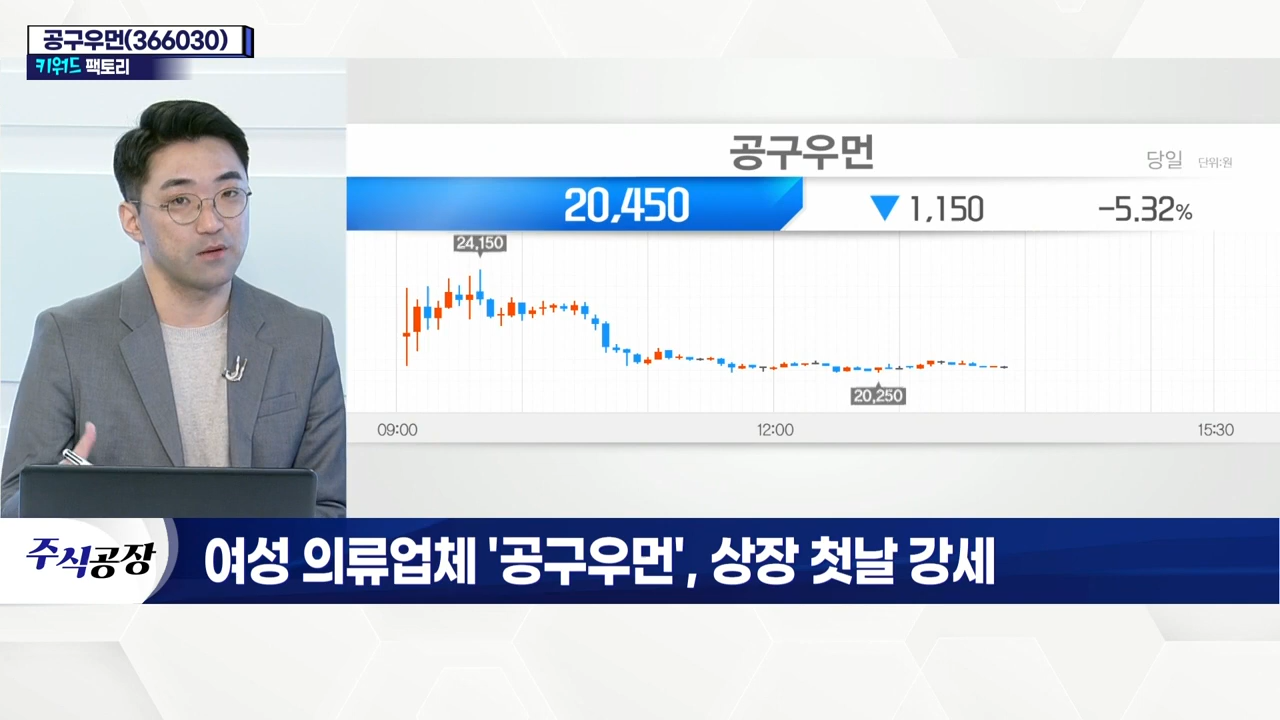 공구우먼(366030)
키워드 팩토리
공구우먼
당일 단위:원
20,450 ▼ 1,150 -5.32%
24,150
20,250
09:00 12:00 15:30
주식공장
여성 의류업체 '공구우먼', 상장 첫날 강세